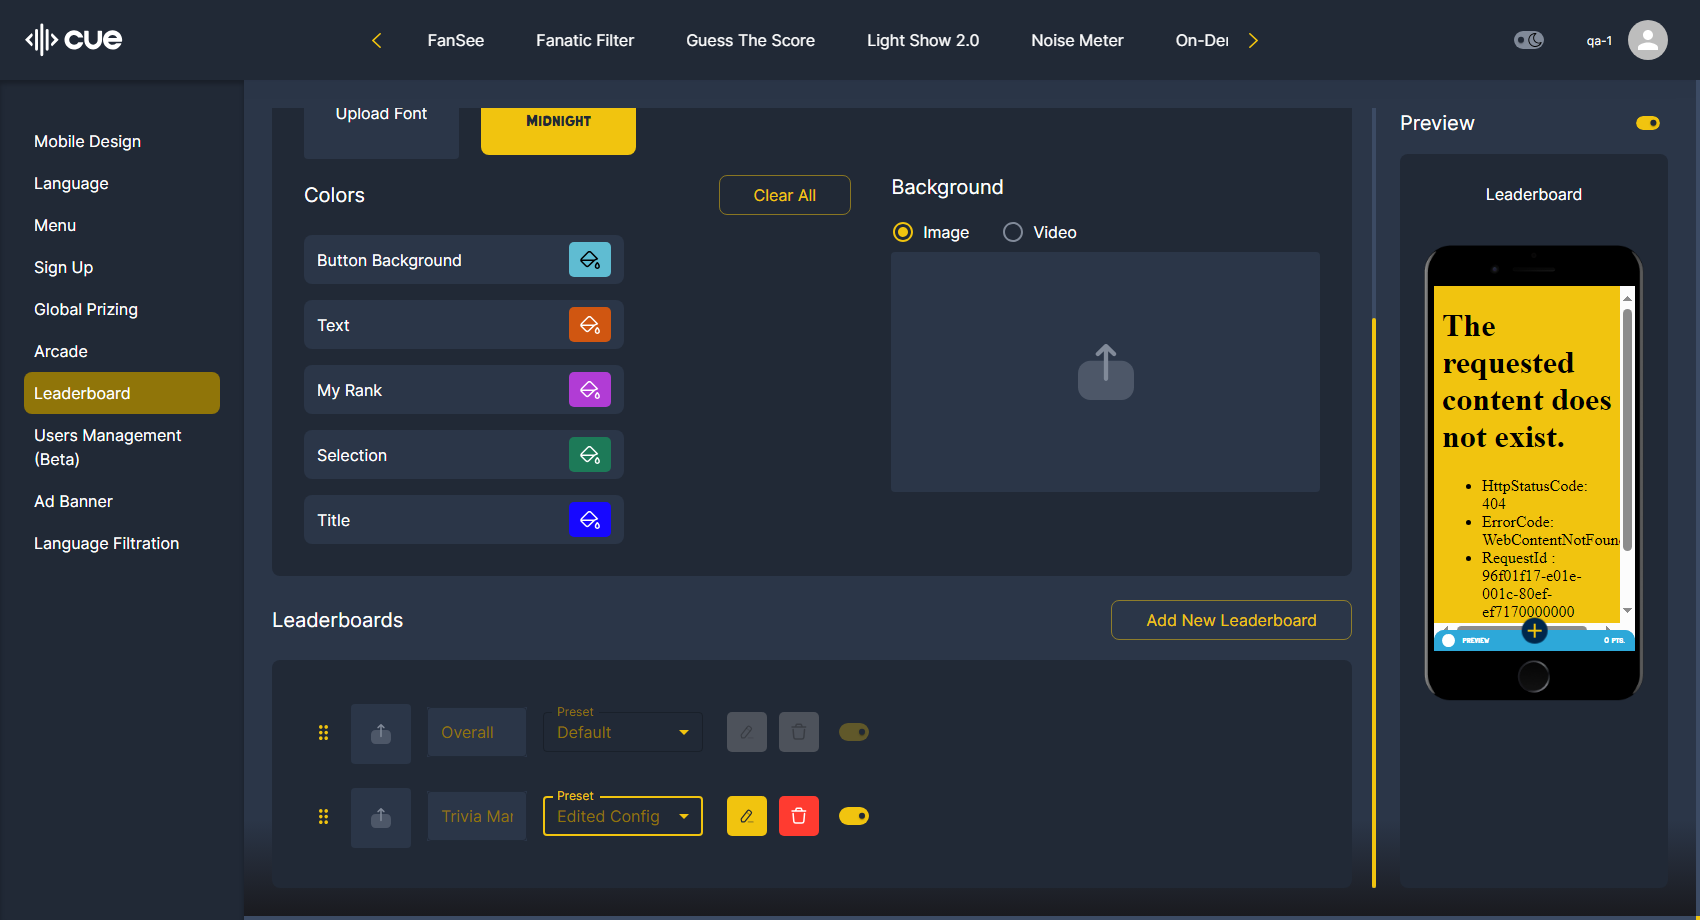 cue
FanSee
Fanatic Filter
Guess The Score
Light Show 2.0
Noise Meter
On-De
qa-1
Mobile Design
Language
Menu
Sign Up
Global Prizing
Arcade
Leaderboard
Users Management
(Beta)
Ad Banner
Language Filtration
Upload Font
MIDNIGHT
Colors
Clear All
Button Background
Text
My Rank
Selection
Title
Background
Image
Video
Leaderboards
Add New Leaderboard
Overall
Preset
Default
Trivia Mar
Preset
Edited Config
Preview
Leaderboard
The
requested
content does
not exist.
HttpStatusCode:
404
ErrorCode:
WebContentNotFoun
RequestId :
96f01f17-e01e-
001c-80ef-
ef7170000000
PREVIEW
0 PTS.